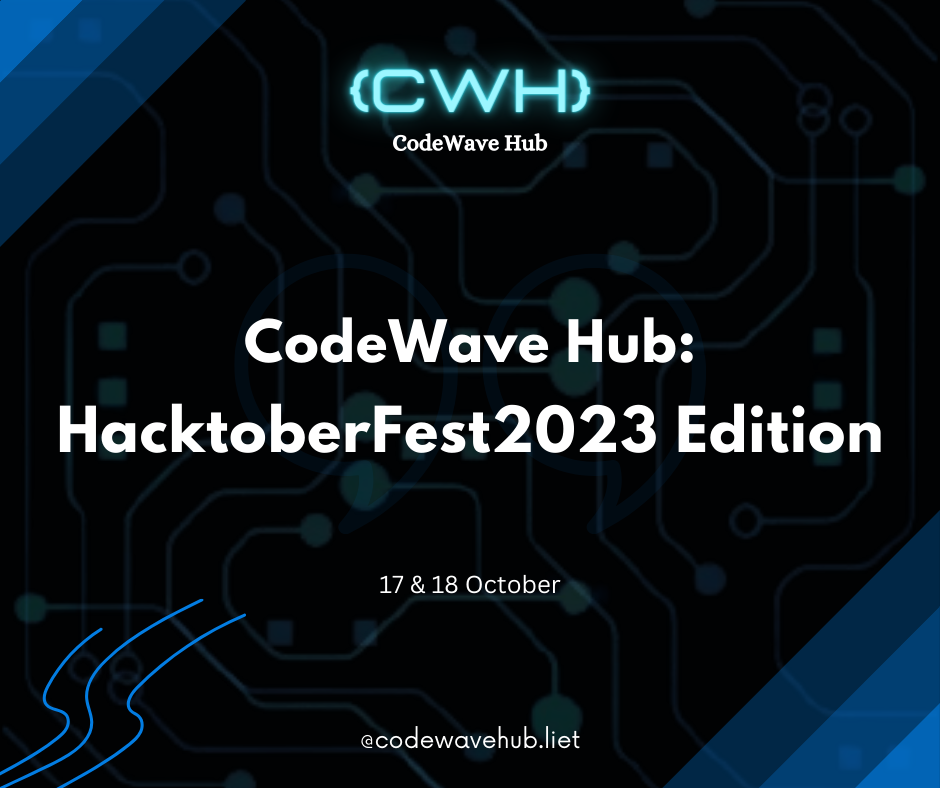 {CWH}
CodeWave Hub
CodeWave Hub:
HacktoberFest2023 Edition
17 & 18 October
@codewavehub.liet